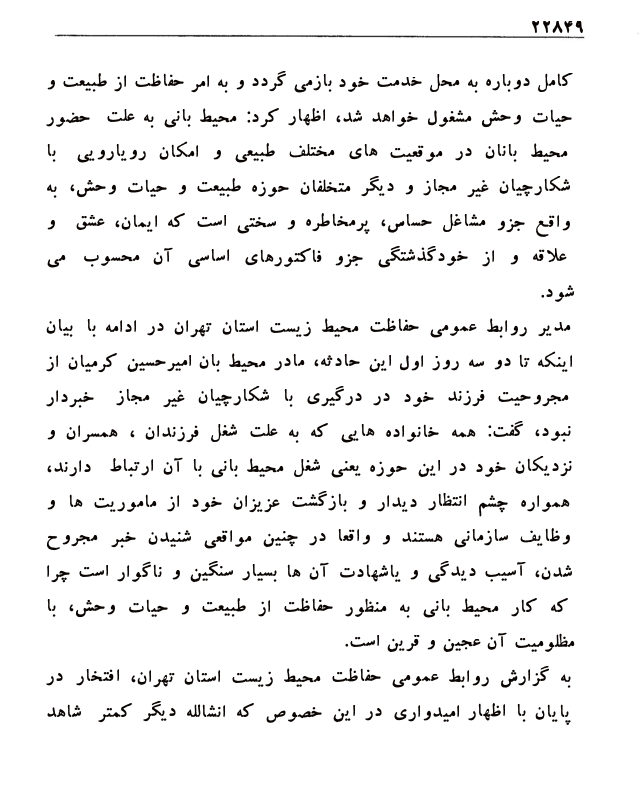 ۲۲۸۴۹
کامل دوباره به محل خدمت خود بازمی گردد و به امر حفاظت از طبیعت و
حیات وحش مشغول خواهد شد، اظهار کرد: محیط بانی به علت حضور
محیط بانان در موقعیت های مختلف طبیعی و امکان رویارویی با
شکارچیان غیر مجاز و دیگر متخلفان حوزه طبیعت و حیات وحش، به
واقع جزو مشاغل حساس، پرمخاطره و سختی است که ایمان، عشق و
علاقه و از خودگذشتگی جزو فاکتورهای اساسی آن محسوب می
شود.
مدیر روابط عمومی حفاظت محیط زیست استان تهران در ادامه با بیان
اینکه تا دو سه روز اول این حادثه، مادر محیط بان امیرحسین کرمیان از
مجروحیت فرزند خود در درگیری با شکارچیان غیر مجاز خبردار
نبود، گفت: همه خانواده هایی که به علت شغل فرزندان ، همسران و
نزدیکان خود در این حوزه یعنی شغل محیط بانی با آن ارتباط دارند،
همواره چشم انتظار دیدار و بازگشت عزیزان خود از ماموریت ها و
وظایف سازمانی هستند و واقعا در چنین مواقعی شنیدن خبر مجروح
شدن، آسیب دیدگی و یاشهادت آن ها بسیار سنگین و ناگوار است چرا
که کار محیط بانی به منظور حفاظت از طبیعت و حیات وحش، با
مظلومیت آن عجین و قرین است.
به گزارش روابط عمومی حفاظت محیط زیست استان تهران، افتخار در
پایان با اظهار امیدواری در این خصوص که انشالله دیگر کمتر شاهد